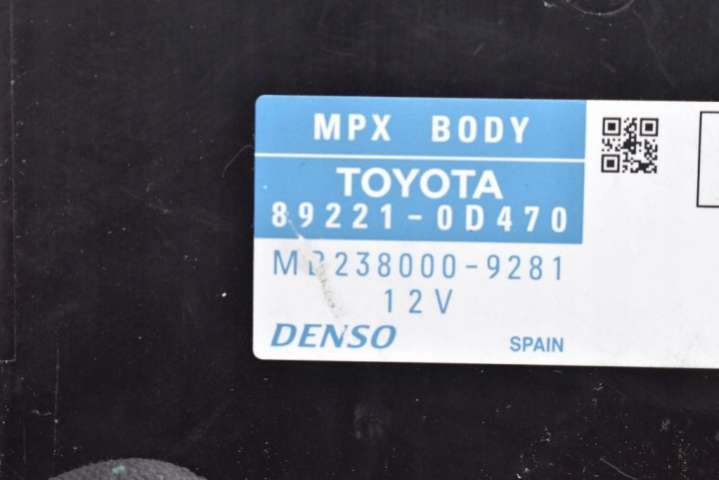 MPX BODY
TOYOTA
89221-0D470
MB238000-9281
12V
DENSO
SPAIN